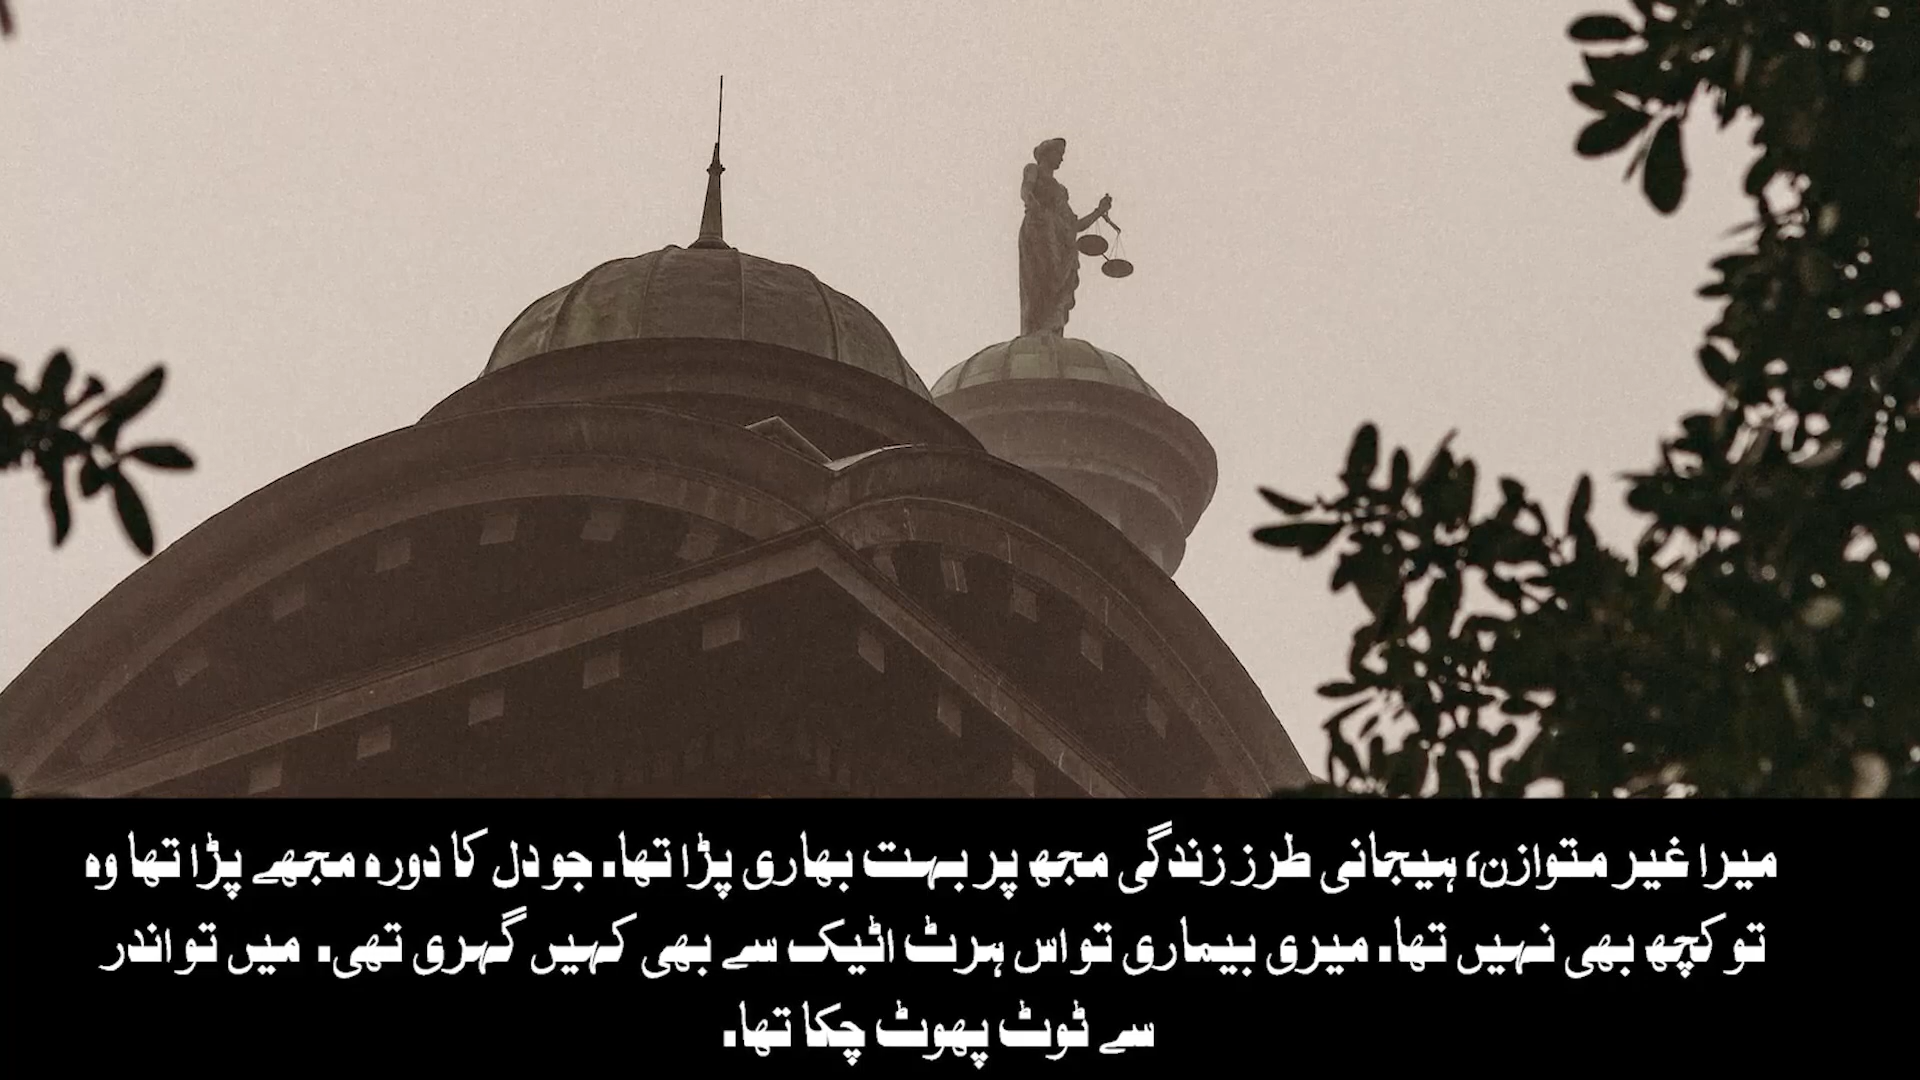 میرا غیر متوازن، ہیجانی طرز زندگی مجھ پر بہت بھاری پڑا تھا۔ جو دل کا دورہ مجھے پڑا تھا وہ
تو کچھ بھی نہیں تھا۔ میری بیماری تو اس ہرٹ اٹیک سے بھی کہیں گہری تھی۔ میں تو اندر
سے ٹوٹ پھوٹ چکا تھا۔